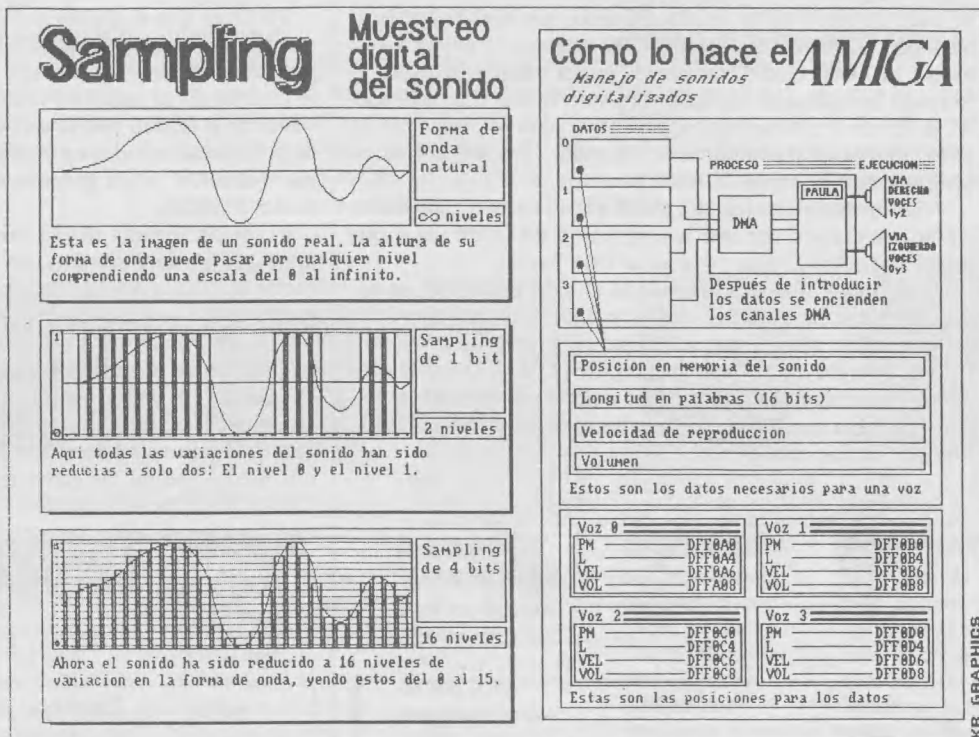 Sampling
Muestreo
digital
del sonido
Forma de
onda
natural
∞ niveles
Esta es la imagen de un sonido real. La altura de su
forma de onda puede pasar por cualquier nivel
comprendiendo una escala del 0 al infinito.
1
0
Sampling
de 1 bit
2 niveles
Aqui todas las variaciones del sonido han sido
reducias a solo dos: El nivel 0 y el nivel 1.
Sampling
de 4 bits
16 niveles
Ahora el sonido ha sido reducido a 16 niveles de
variacion en la forma de onda, yendo estos del 0 al 15.
Cómo lo hace el AMIGA
Manejo de sonidos
digitalizados
DATOS
0
1
2
3
PROCESO
EJECUCION
DMA
PAULA
VIA
DERECHA
VOCES
1y2
VIA
IZQUIERDA
VOCES
0y3
Después de introducir
los datos se encienden
los canales DMA
Posicion en memoria del sonido
Longitud en palabras (16 bits)
Velocidad de reproduccion
Volumen
Estos son los datos necesarios para una voz
Voz 0
PM DFF0A0
L DFF0A4
VEL DFF0A6
VOL DFFA08
Voz 1
PM DFF0B0
L DFF0B4
VEL DFF0B6
VOL DFF0B8
Voz 2
PM DFF0C0
L DFF0C4
VEL DFF0C6
VOL DFF0C8
Voz 3
PM DFF0D0
L DFF0D4
VEL DFF0D6
VOL DFF0D8
Estas son las posiciones para los datos